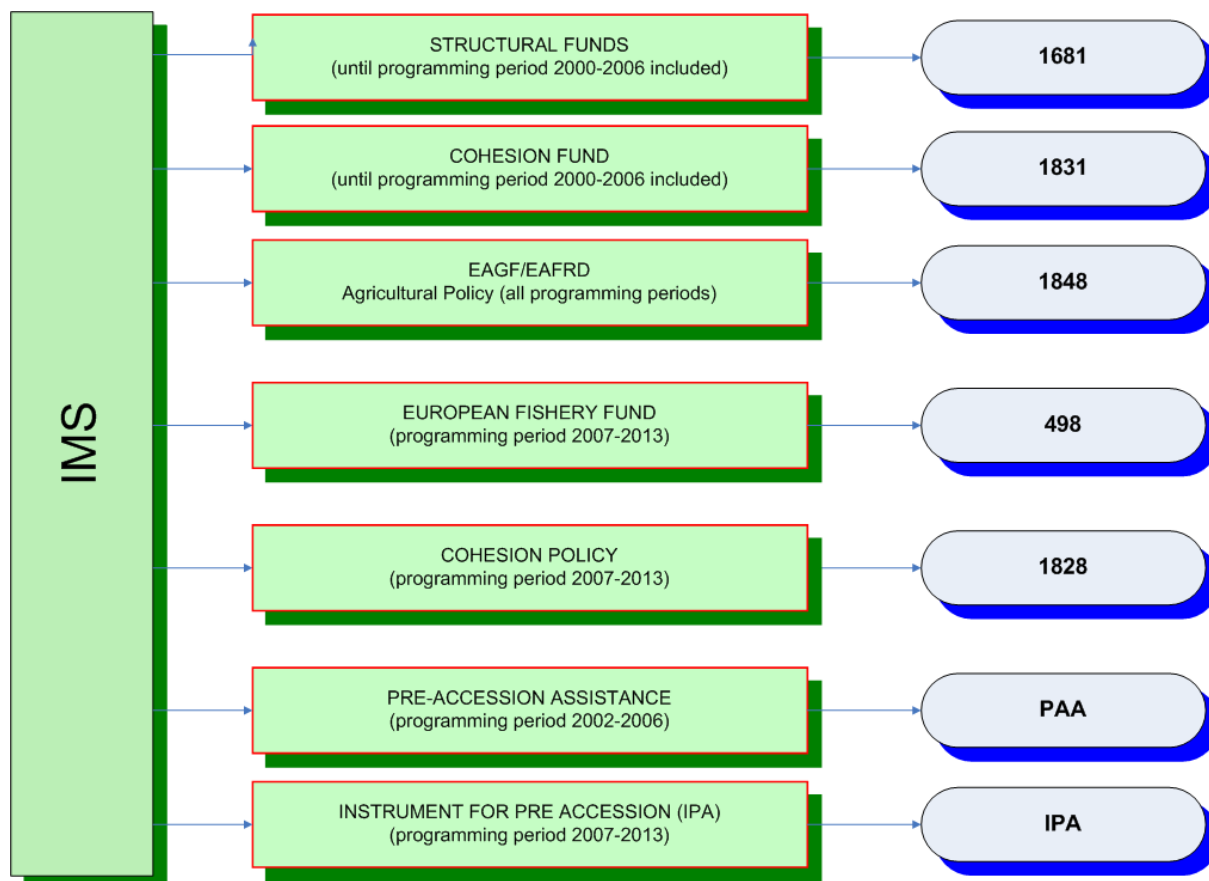 IMS
STRUCTURAL FUNDS
(until programming period 2000-2006 included)
1681
COHESION FUND
(until programming period 2000-2006 included)
1831
EAGF/EAFRD
Agricultural Policy (all programming periods)
1848
EUROPEAN FISHERY FUND
(programming period 2007-2013)
498
COHESION POLICY
(programming period 2007-2013)
1828
PRE-ACCESSION ASSISTANCE
(programming period 2002-2006)
PAA
INSTRUMENT FOR PRE ACCESSION (IPA)
(programming period 2007-2013)
IPA